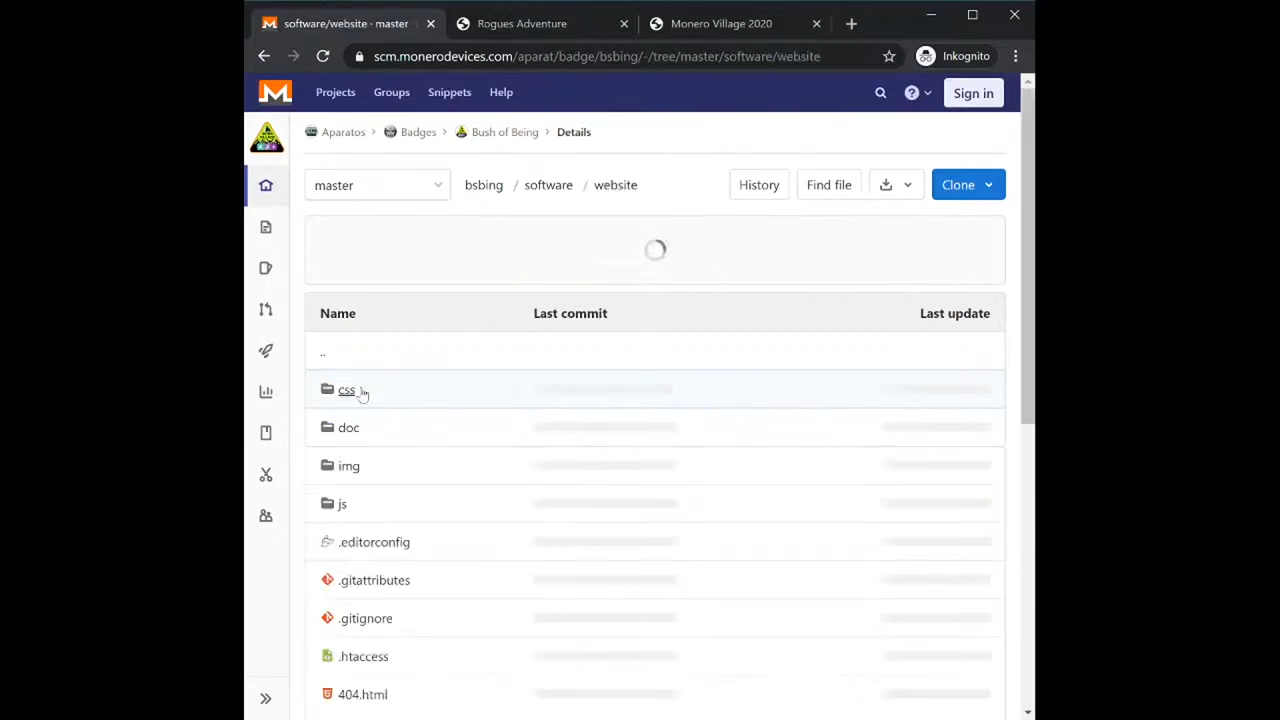 software/website · master
Rogues Adventure
Monero Village 2020
scm.monerodevices.com/aparat/badge/bsbing/-/tree/master/software/website
Inkognito
Projects Groups Snippets Help
Sign in
Aparatos Badges Bush of Being Details
master
bsbing / software / website
History
Find file
Clone
Name Last commit Last update
..
css
doc
img
js
.editorconfig
.gitattributes
.gitignore
.htaccess
404.html